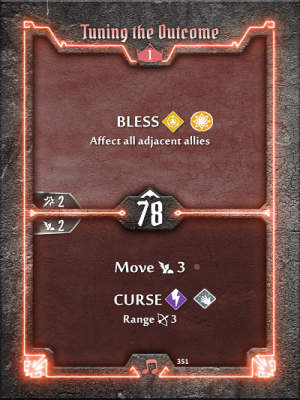 Tuning the Outcome
1
BLESS
Affect all adjacent allies
2
78
2
Move 3
CURSE
Range 3
351